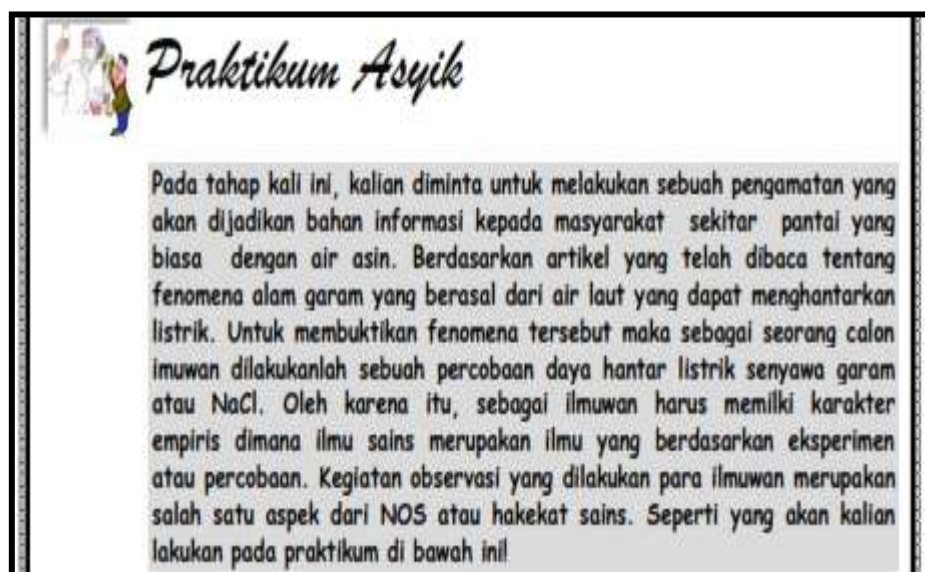 Praktikum Asyik
Pada tahap kali ini, kalian diminta untuk melakukan sebuah pengamatan yang
akan dijadikan bahan informasi kepada masyarakat sekitar pantai yang
biasa dengan air asin. Berdasarkan artikel yang telah dibaca tentang
fenomena alam garam yang berasal dari air laut yang dapat menghantarkan
listrik. Untuk membuktikan fenomena tersebut maka sebagai seorang calon
imuwan dilakukanlah sebuah percobaan daya hantar listrik senyawa garam
atau NaCl. Oleh karena itu, sebagai ilmuwan harus memilki karakter
empiris dimana ilmu sains merupakan ilmu yang berdasarkan eksperimen
atau percobaan. Kegiatan observasi yang dilakukan para ilmuwan merupakan
salah satu aspek dari NOS atau hakekat sains. Seperti yang akan kalian
lakukan pada praktikum di bawah ini!